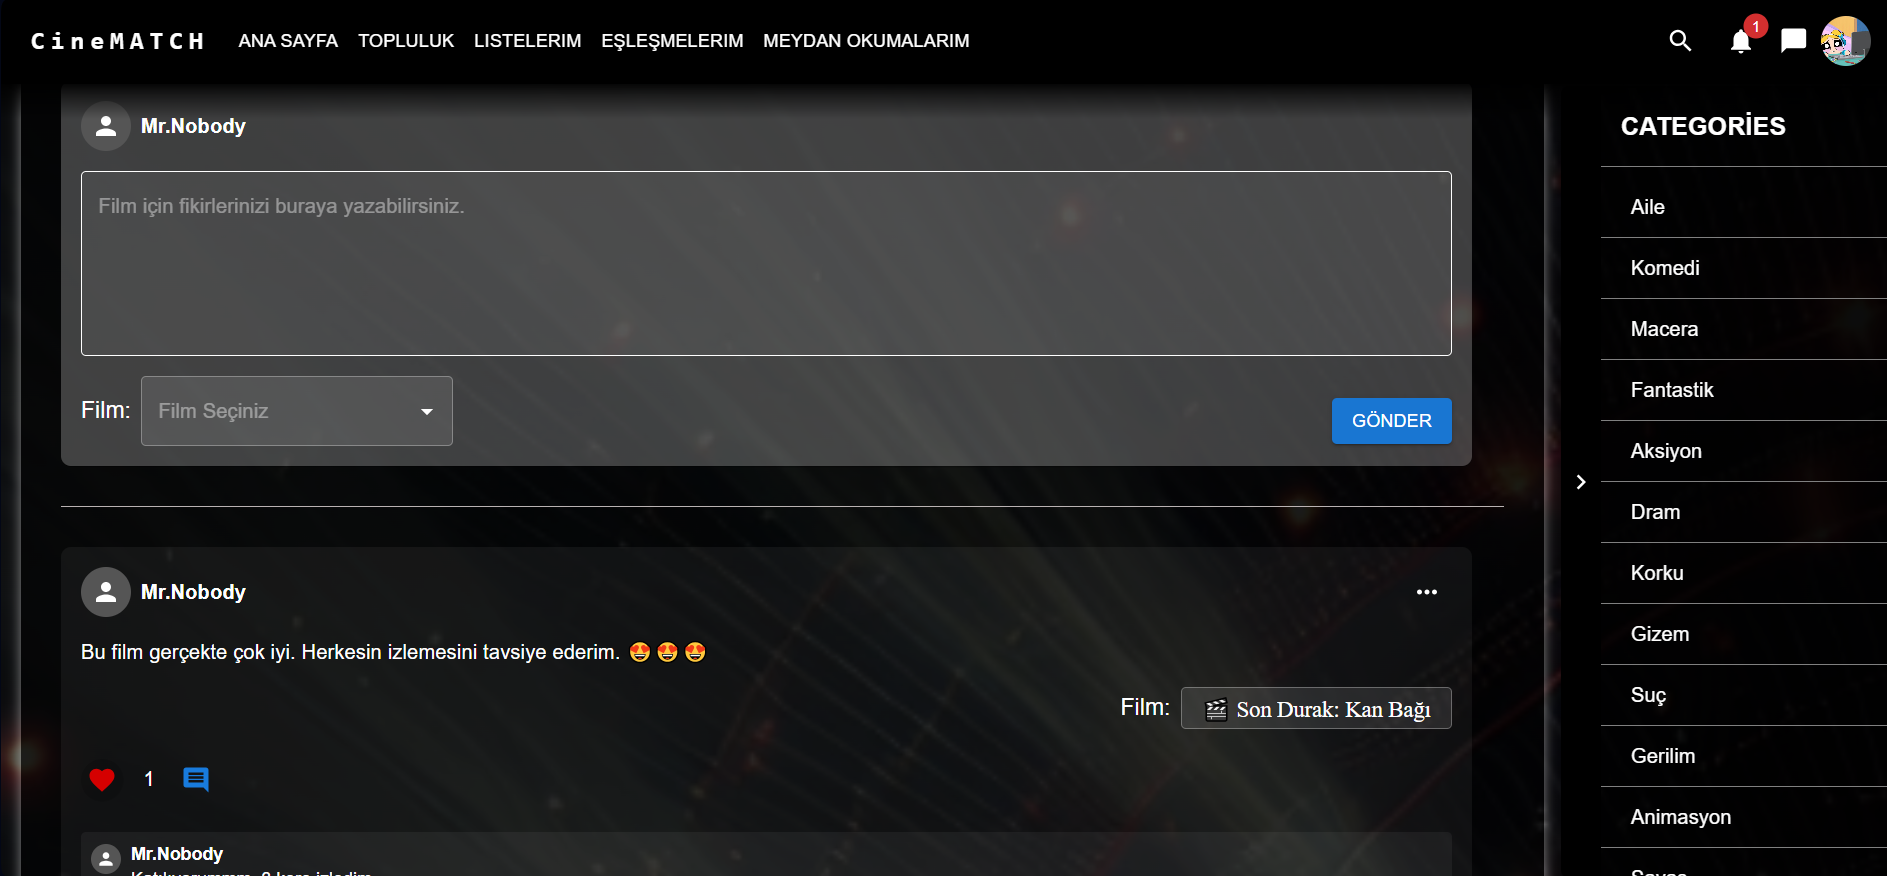 CineMATCH ANA SAYFA TOPLULUK LISTELERIM EŞLEŞMELERIM MEYDAN OKUMALARIM 1
Mr.Nobody
Film için fikirlerinizi buraya yazabilirsiniz.
Film: Film Seçiniz
GÖNDER
Mr.Nobody
Bu film gerçekte çok iyi. Herkesin izlemesini tavsiye ederim. 😍 😍 😍
Film: 🎬 Son Durak: Kan Bağı
1
Mr.Nobody
CATEGORİES
Aile
Komedi
Macera
Fantastik
Aksiyon
Dram
Korku
Gizem
Suç
Gerilim
Animasyon